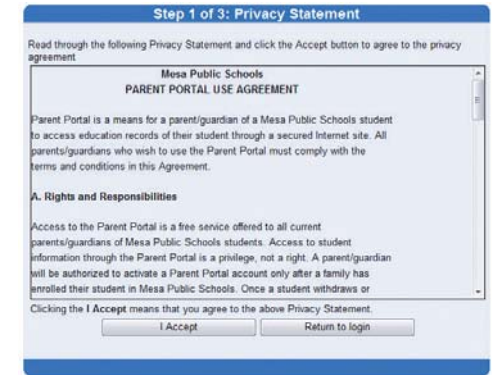 Step 1 of 3: Privacy Statement
Read through the following Privacy Statement and click the Accept button to agree to the privacy
agreement
Mesa Public Schools
PARENT PORTAL USE AGREEMENT
Parent Portal is a means for a parent/guardian of a Mesa Public Schools student
to access education records of their student through a secured Internet site. All
parents/guardians who wish to use the Parent Portal must comply with the
terms and conditions in this Agreement.
A. Rights and Responsibilities
Access to the Parent Portal is a free service offered to all current
parents/guardians of Mesa Public Schools students. Access to student
information through the Parent Portal is a privilege, not a right. A parent/guardian
will be authorized to activate a Parent Portal account only after a family has
enrolled their student in Mesa Public Schools. Once a student withdraws or
Clicking the I Accept means that you agree to the above Privacy Statement.
I Accept Return to login